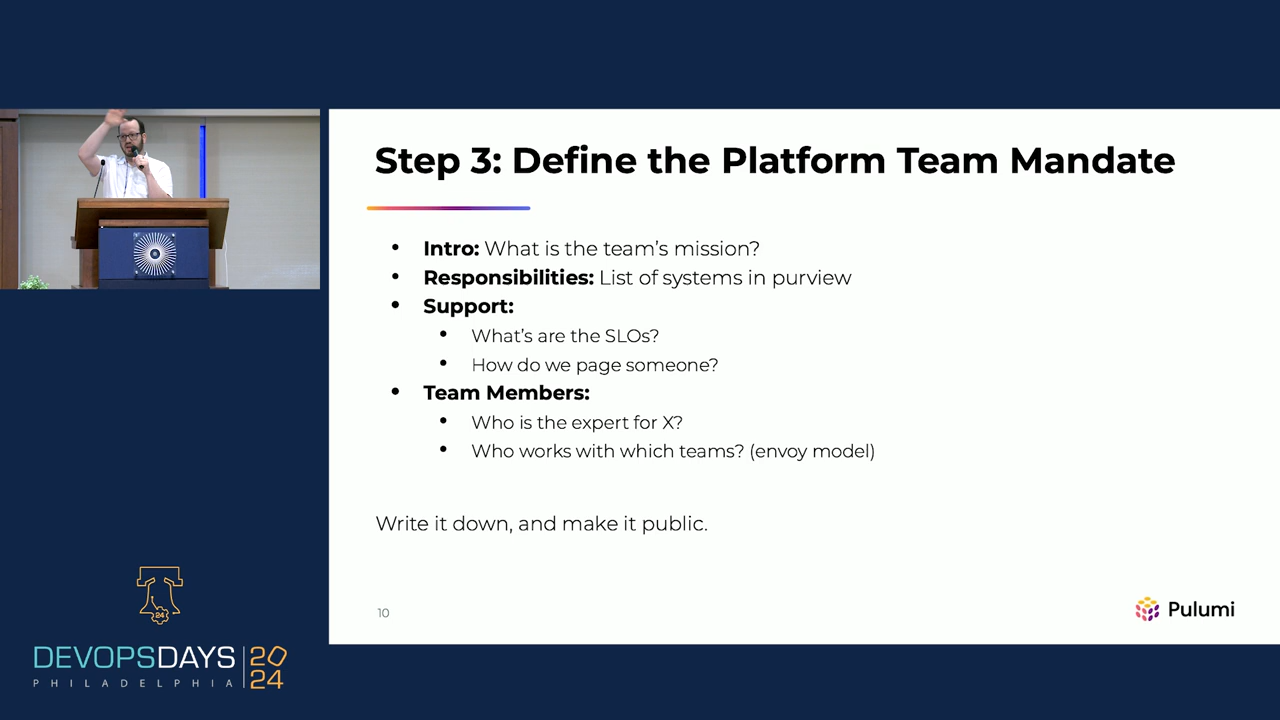 Step 3: Define the Platform Team Mandate
• Intro: What is the team's mission?
• Responsibilities: List of systems in purview
• Support:
• What's are the SLOs?
• How do we page someone?
• Team Members:
• Who is the expert for X?
• Who works with which teams? (envoy model)
Write it down, and make it public.
10
Pulumi
24
DEVOPSDAYS 2024
PHILADELPHIA